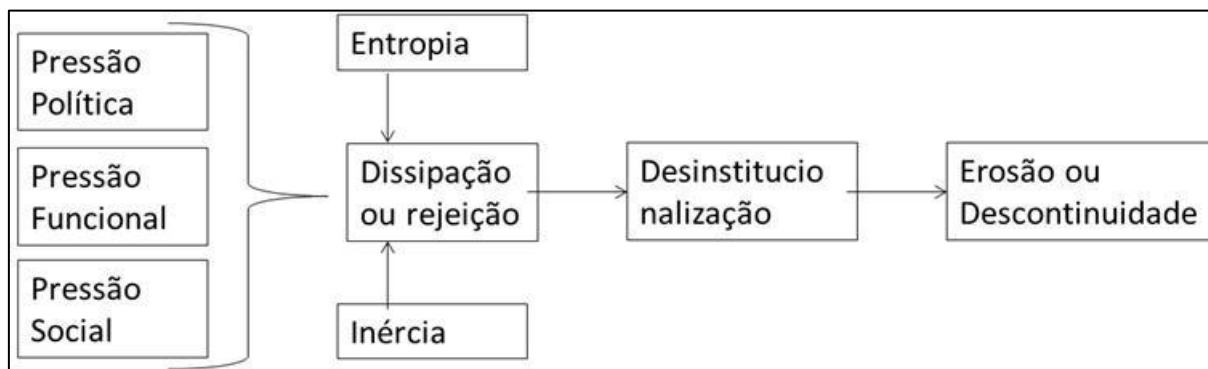 Pressão
Política
Pressão
Funcional
Pressão
Social
Entropia
Dissipação
ou rejeição
Inércia
Desinstitucio
nalização
Erosão ou
Descontinuidade